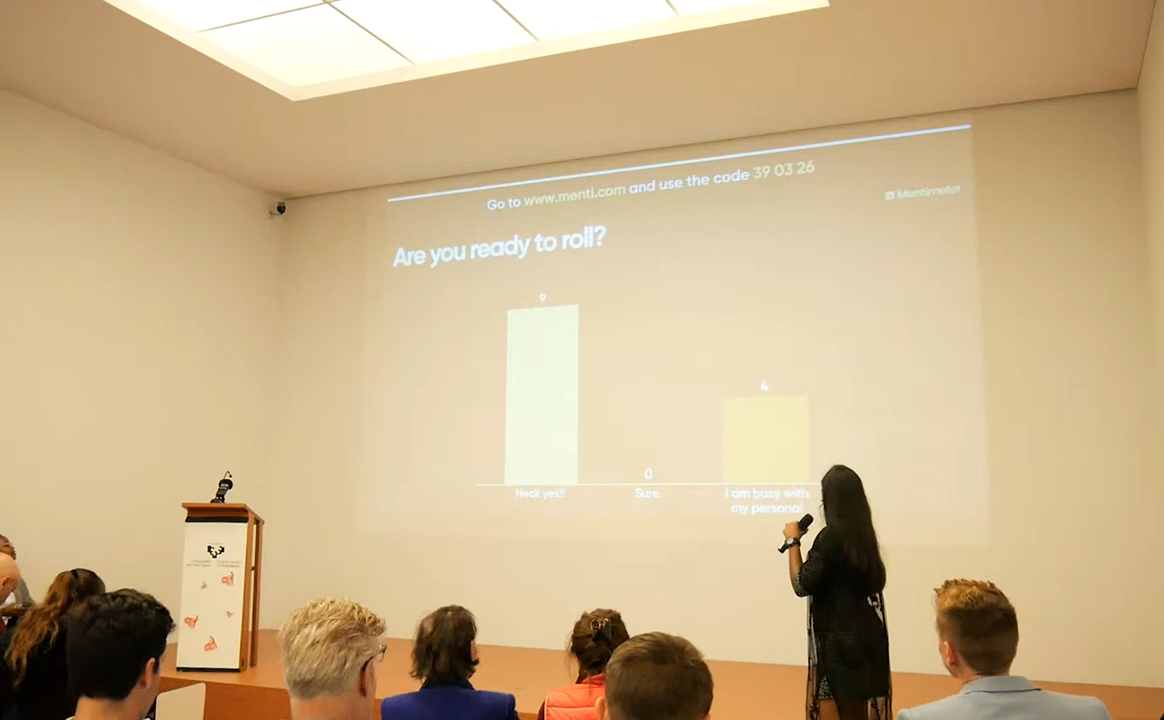 Go to www.menti.com and use the code 39 03 26
Mentimeter
Are you ready to roll?
9
0
4
Heck yes!!
Sure.
I am busy with
my personal